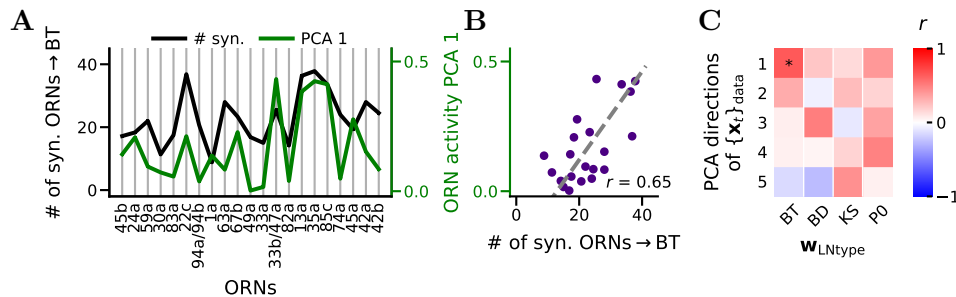 A
# syn.
PCA 1
# of syn. ORNs→BT
40
20
0
0.5
0.0
45b
24a
59a
30a
83a
22c
94a/94b
1a
63a
67b
49a
33a
33b/47a
82a
13a
35a
85c
74a
45a
42a
42b
ORNs
B
ORN activity PCA 1
0.5
0.0
r = 0.65
0
20
40
# of syn. ORNs→BT
C
PCA directions
of {x_t}_data
1
2
3
4
5
*
BT
BD
KS
P0
w_LNtype
r
1
0
−1